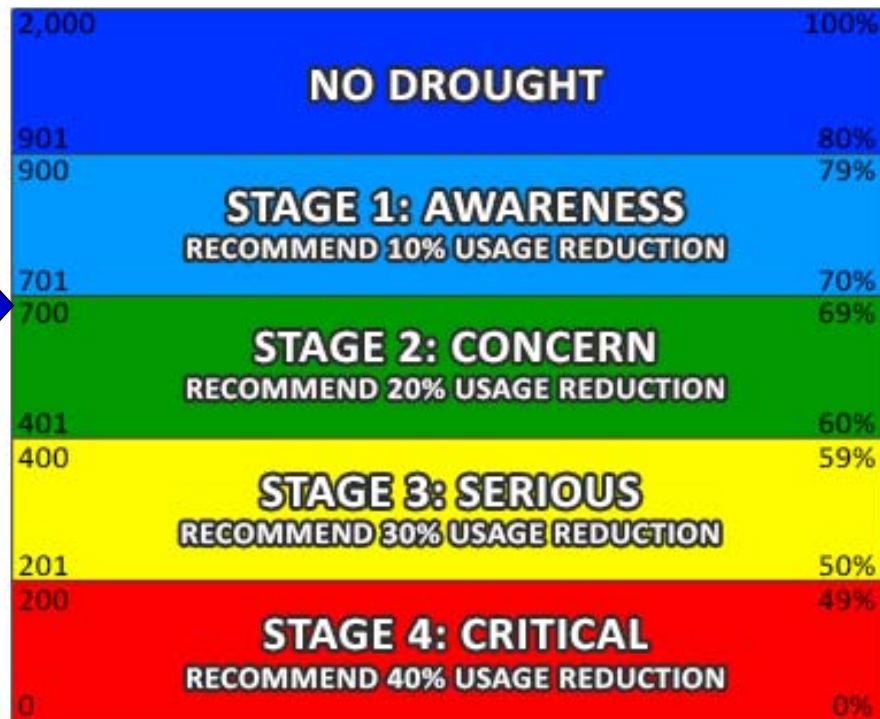 2,000 100%
NO DROUGHT
901 80%
900 79%
STAGE 1: AWARENESS
RECOMMEND 10% USAGE REDUCTION
701 70%
700 69%
STAGE 2: CONCERN
RECOMMEND 20% USAGE REDUCTION
401 60%
400 59%
STAGE 3: SERIOUS
RECOMMEND 30% USAGE REDUCTION
201 50%
200 49%
STAGE 4: CRITICAL
RECOMMEND 40% USAGE REDUCTION
0 0%